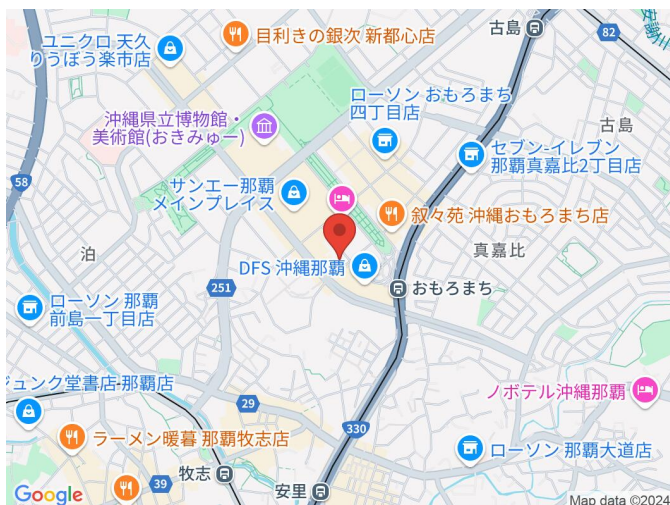 ユニクロ 天久
りうぼう楽市店
目利きの銀次 新都心店
古島
82
安謝川
沖縄県立博物館・
美術館(おきみゅー)
ローソン おもろまち
四丁目店
古島
セブン-イレブン
那覇真嘉比2丁目店
58
サンエー那覇
メインプレイス
叙々苑 沖縄おもろまち店
泊
真嘉比
DFS 沖縄那覇
おもろまち
251
ローソン 那覇
前島一丁目店
ジュンク堂書店 那覇店
29
ノボテル沖縄那覇
330
ラーメン暖暮 那覇牧志店
ローソン 那覇大道店
牧志
39
安里
Google
Map data ©2024